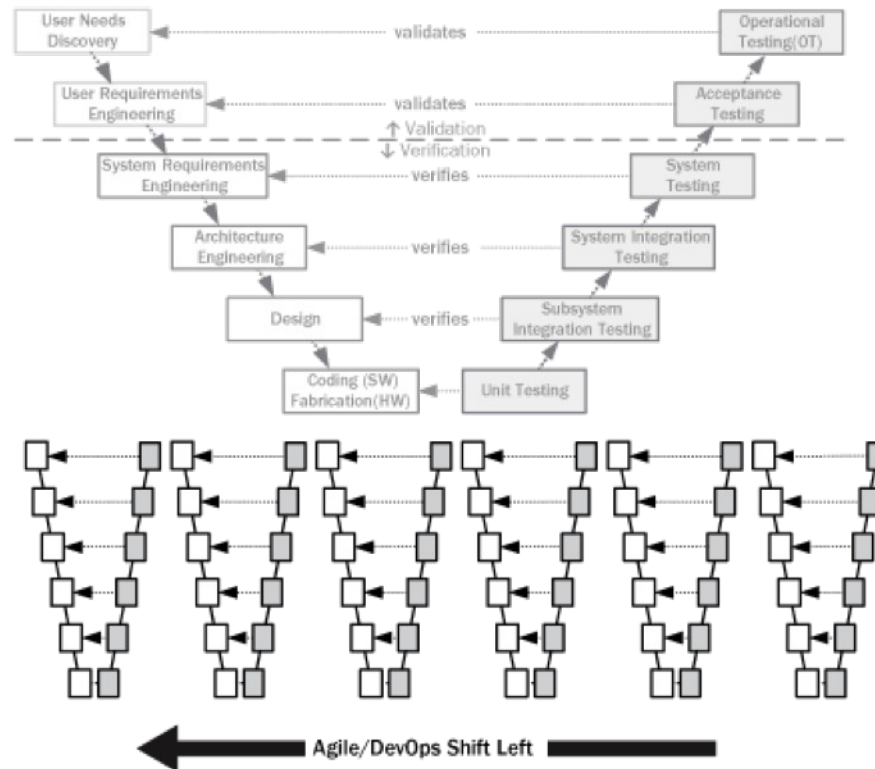 User Needs
Discovery
validates
Operational
Testing(OT)
User Requirements
Engineering
validates
Acceptance
Testing
↑ Validation
↓ Verification
System Requirements
Engineering
verifies
System
Testing
Architecture
Engineering
verifies
System Integration
Testing
Design
verifies
Subsystem
Integration Testing
Coding (SW)
Fabrication(HW)
Unit Testing
Agile/DevOps Shift Left